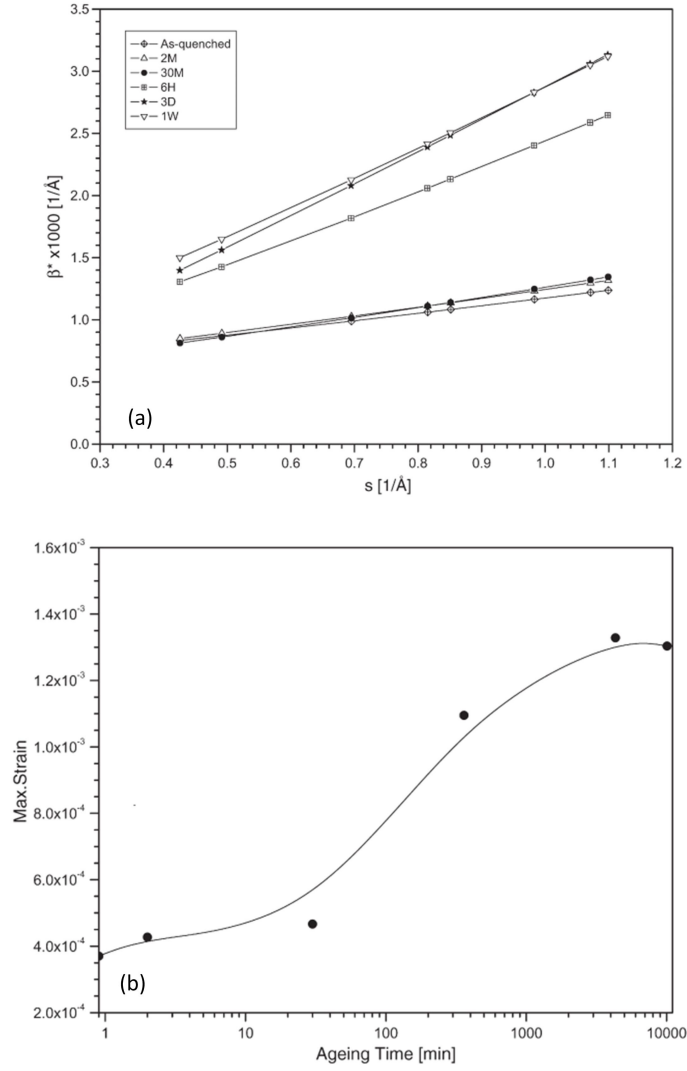 3.5
3.0
2.5
2.0
1.5
1.0
0.5
0.0
β* x1000 [1/Å]
As-quenched
2M
30M
6H
3D
1W
(a)
0.3 0.4 0.5 0.6 0.7 0.8 0.9 1.0 1.1 1.2
s [1/Å]
1.6x10⁻³
1.4x10⁻³
1.2x10⁻³
1.0x10⁻³
8.0x10⁻⁴
6.0x10⁻⁴
4.0x10⁻⁴
2.0x10⁻⁴
Max.Strain
(b)
1 10 100 1000 10000
Ageing Time [min]